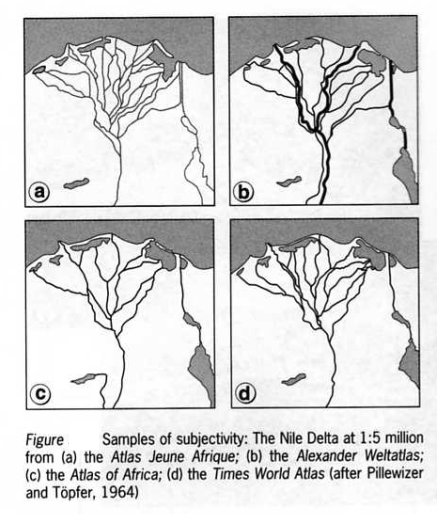 a
b
c
d
Figure Samples of subjectivity: The Nile Delta at 1:5 million
from (a) the Atlas Jeune Afrique; (b) the Alexander Weltatlas;
(c) the Atlas of Africa; (d) the Times World Atlas (after Pillewizer
and Töpfer, 1964)